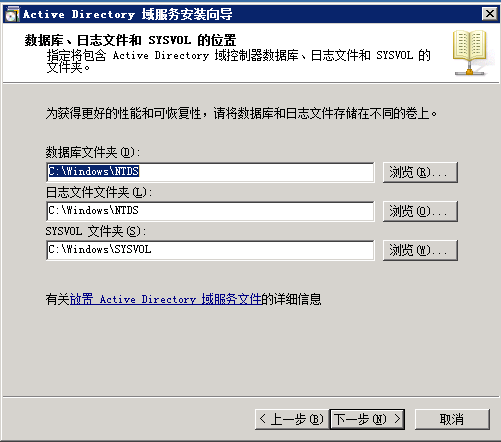 Active Directory 域服务安装向导
数据库、日志文件和 SYSVOL 的位置
指定将包含 Active Directory 域控制器数据库、日志文件和 SYSVOL 的
文件夹。
为获得更好的性能和可恢复性，请将数据库和日志文件存储在不同的卷上。
数据库文件夹(D):
C:\Windows\NTDS
浏览(R)...
日志文件文件夹(L):
C:\Windows\NTDS
浏览(O)...
SYSVOL 文件夹(S):
C:\Windows\SYSVOL
浏览(W)...
有关放置 Active Directory 域服务文件的详细信息
< 上一步(B) 下一步(N) > 取消